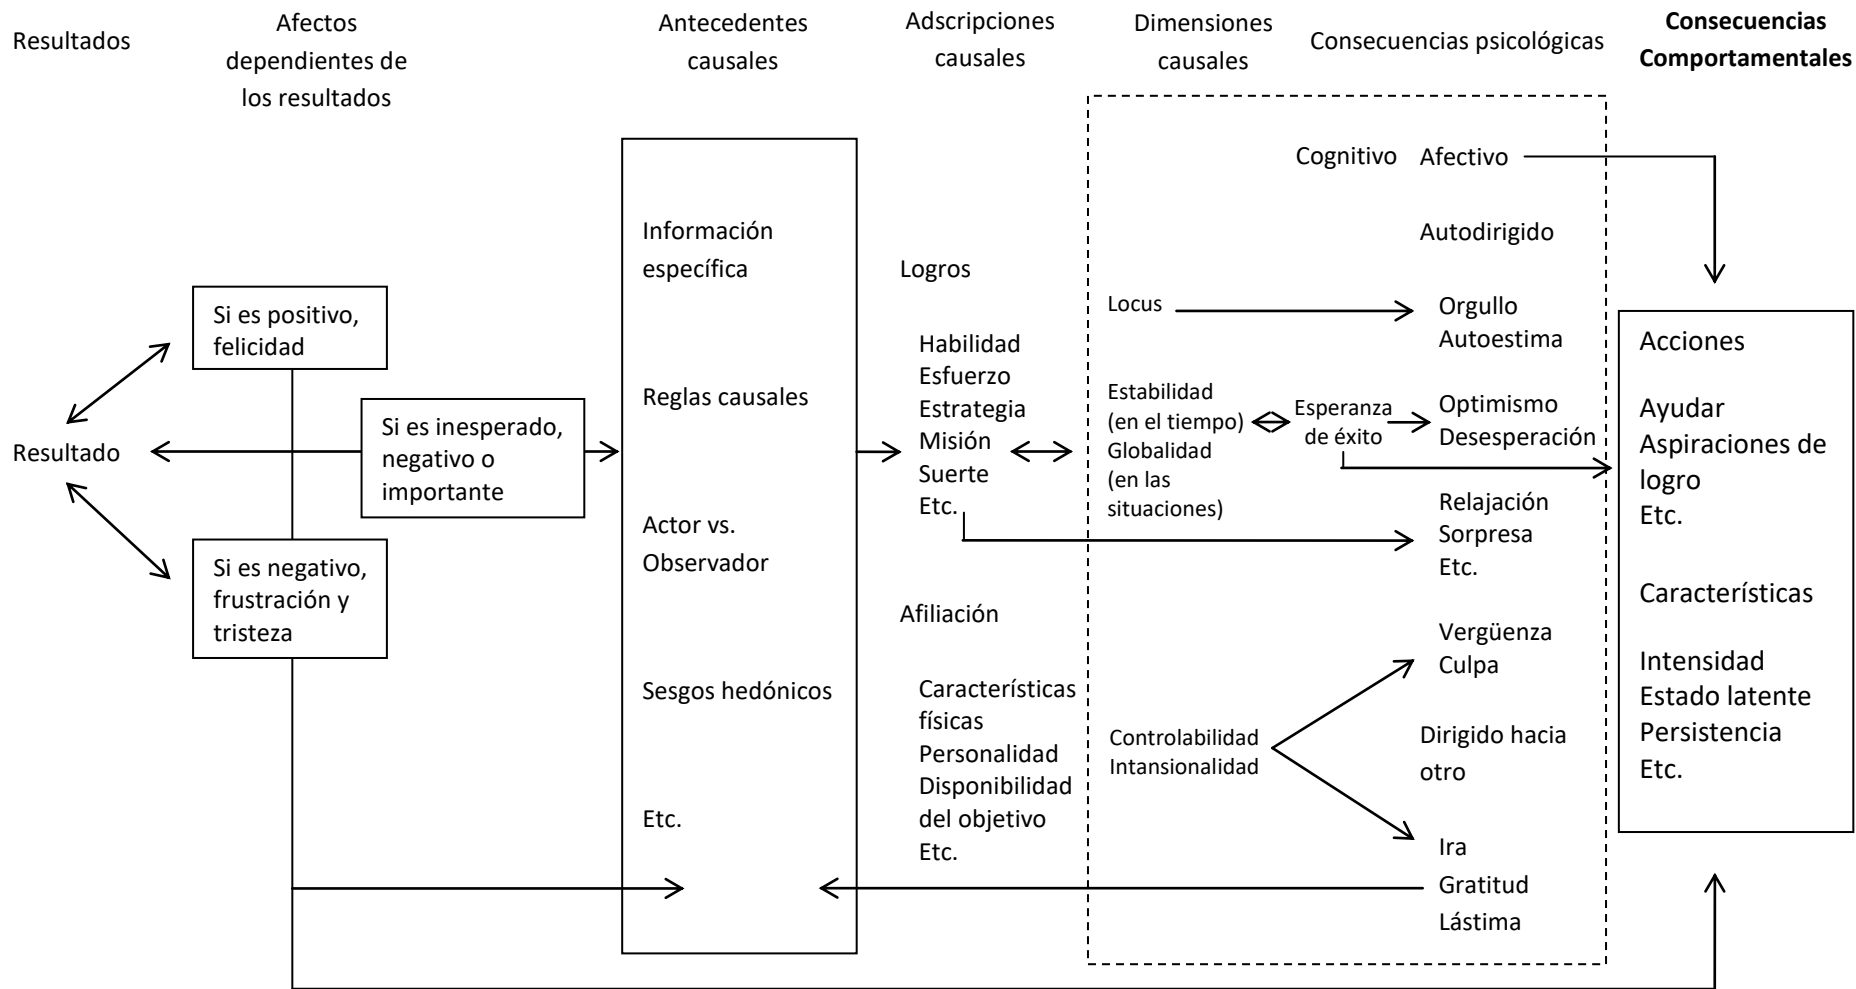 Resultados
Afectos
dependientes de
los resultados
Antecedentes
causales
Adscripciones
causales
Dimensiones
causales
Consecuencias psicológicas
Consecuencias
Comportamentales
Resultado
Si es positivo,
felicidad
Si es inesperado,
negativo o
importante
Si es negativo,
frustración y
tristeza
Información
específica
Reglas causales
Actor vs.
Observador
Sesgos hedónicos
Etc.
Logros
Habilidad
Esfuerzo
Estrategia
Misión
Suerte
Etc.
Afiliación
Característicás
físicas
Personalidad
Disponibilidad
del objetivo
Etc.
Locus
Estabilidad
(en el tiempo)
Globalidad
(en las
situaciones)
Controlabilidad
Intansionalidad
Cognitivo
Esperanza
de éxito
Afectivo
Autodirigido
Orgullo
Autoestima
Optimismo
Desesperación
Relajación
Sorpresa
Etc.
Vergüenza
Culpa
Dirigido hacia
otro
Ira
Gratitud
Lástima
Acciones
Ayudar
Aspiraciones de
logro
Etc.
Características
Intensidad
Estado latente
Persistencia
Etc.